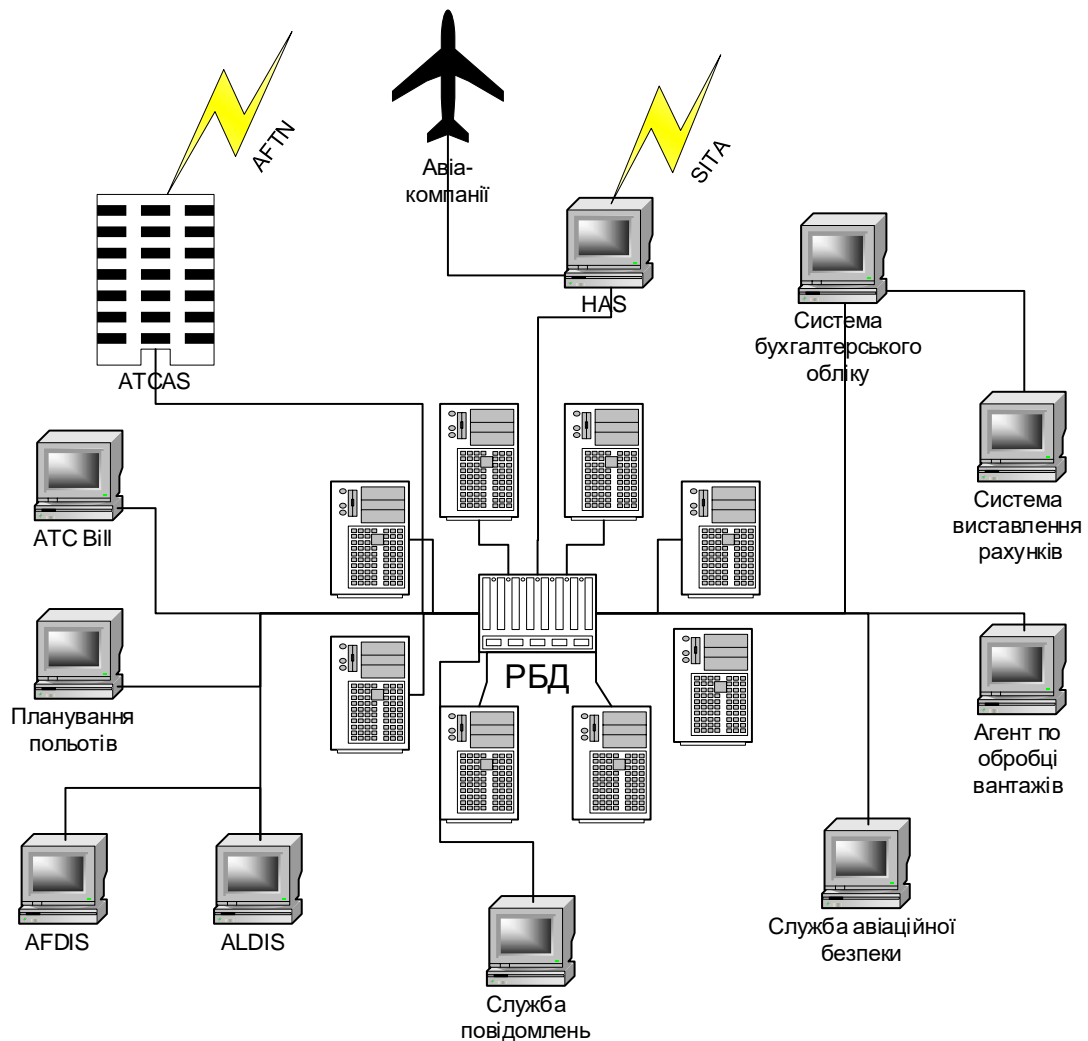 AFTN
SITA
Авіа-
компанії
HAS
Система
бухгалтерського
обліку
ATCAS
ATC Bill
Система
виставлення
рахунків
РБД
Планування
польотів
Агент по
обробці
вантажів
AFDIS
ALDIS
Служба авіаційної
безпеки
Служба
повідомлень